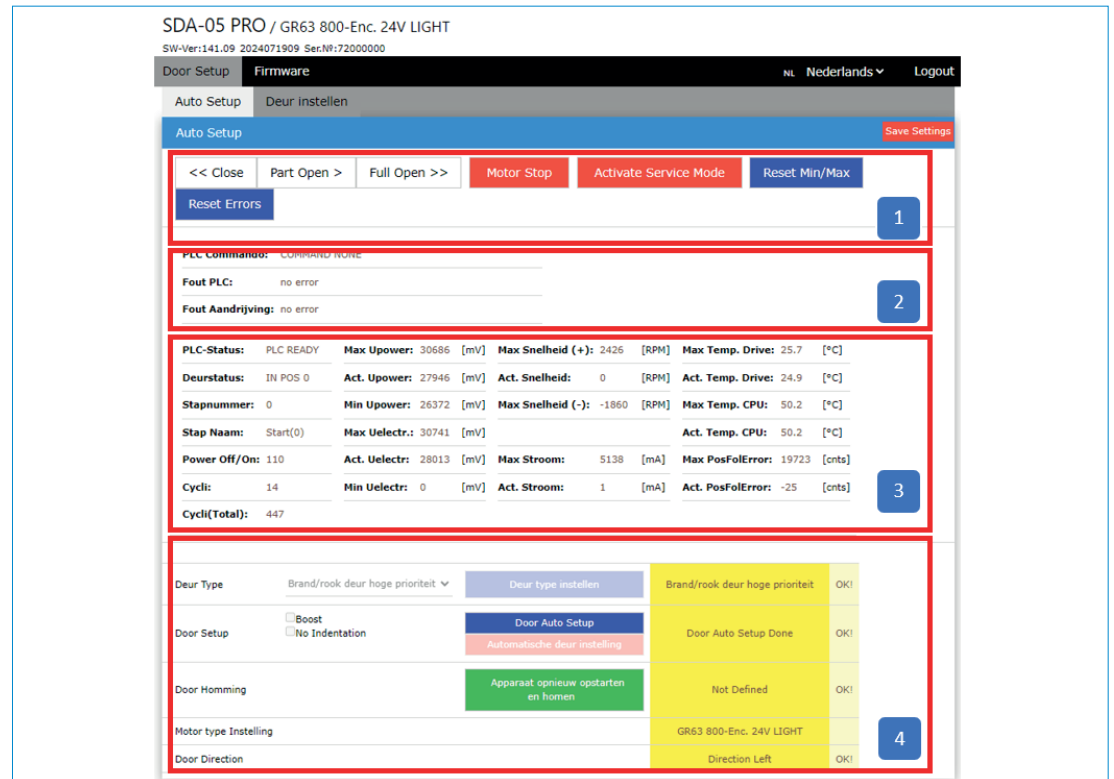 SDA-05 PRO / GR63 800-Enc. 24V LIGHT
SW-Ver:141.09 2024071909 Ser.Nº:72000000
Door Setup Firmware NL Nederlands Logout
Auto Setup Deur instellen
Auto Setup Save Settings
<< Close Part Open > Full Open >> Motor Stop Activate Service Mode Reset Min/Max
Reset Errors
1
PLC Commando: COMMAND NONE
Fout PLC: no error
Fout Aandrijving: no error
2
PLC-Status: PLC READY Max Upower: 30686 [mV] Max Snelheid (+): 2426 [RPM] Max Temp. Drive: 25.7 [°C]
Deurstatus: IN POS 0 Act. Upower: 27946 [mV] Act. Snelheid: 0 [RPM] Act. Temp. Drive: 24.9 [°C]
Stapnummer: 0 Min Upower: 26372 [mV] Max Snelheid (-): -1860 [RPM] Max Temp. CPU: 50.2 [°C]
Stap Naam: Start(0) Max Uelectr.: 30741 [mV] Act. Temp. CPU: 50.2 [°C]
Power Off/On: 110 Act. Uelectr: 28013 [mV] Max Stroom: 5138 [mA] Max PosFolError: 19723 [cnts]
Cycli: 14 Min Uelectr: 0 [mV] Act. Stroom: 1 [mA] Act. PosFolError: -25 [cnts]
3
Cycli(Total): 447
Deur Type Brand/rook deur hoge prioriteit Deur type instellen Brand/rook deur hoge prioriteit OK!
Boost
No Indentation
Door Setup Door Auto Setup Door Auto Setup Done OK!
Automatische deur instelling
Door Homming Apparaat opnieuw opstarten Not Defined OK!
en homen
Motor type Instelling GR63 800-Enc. 24V LIGHT
4
Door Direction Direction Left OK!